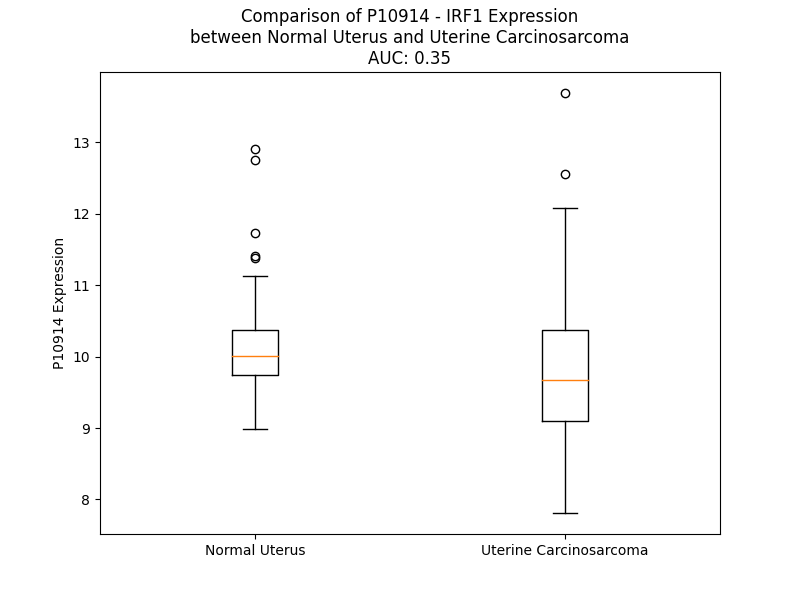 Comparison of P10914 - IRF1 Expression
between Normal Uterus and Uterine Carcinosarcoma
AUC: 0.35
13
12
11
10
9
8
P10914 Expression
Normal Uterus
Uterine Carcinosarcoma